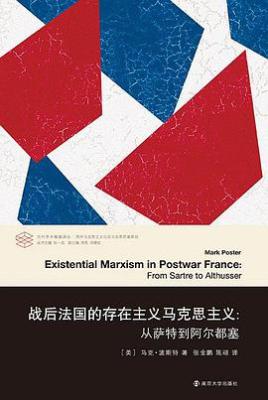 Mark Poster
Existential Marxism in Postwar France:
From Sartre to Althusser
战后法国的存在主义马克思主义:
从萨特到阿尔都塞
[美] 马克·波斯特 著 张金鹏 陈硕 译
南京大学出版社